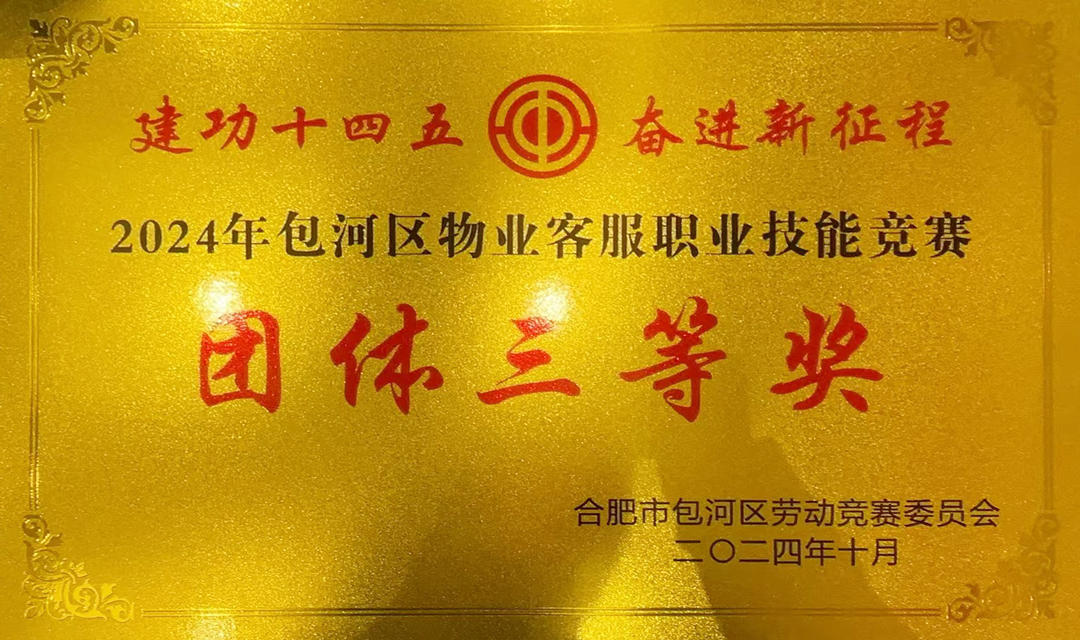 建功十四五 奋进新征程
2024年包河区物业客服职业技能竞赛
团体三等奖
合肥市包河区劳动竞赛委员会
二〇二四年十月